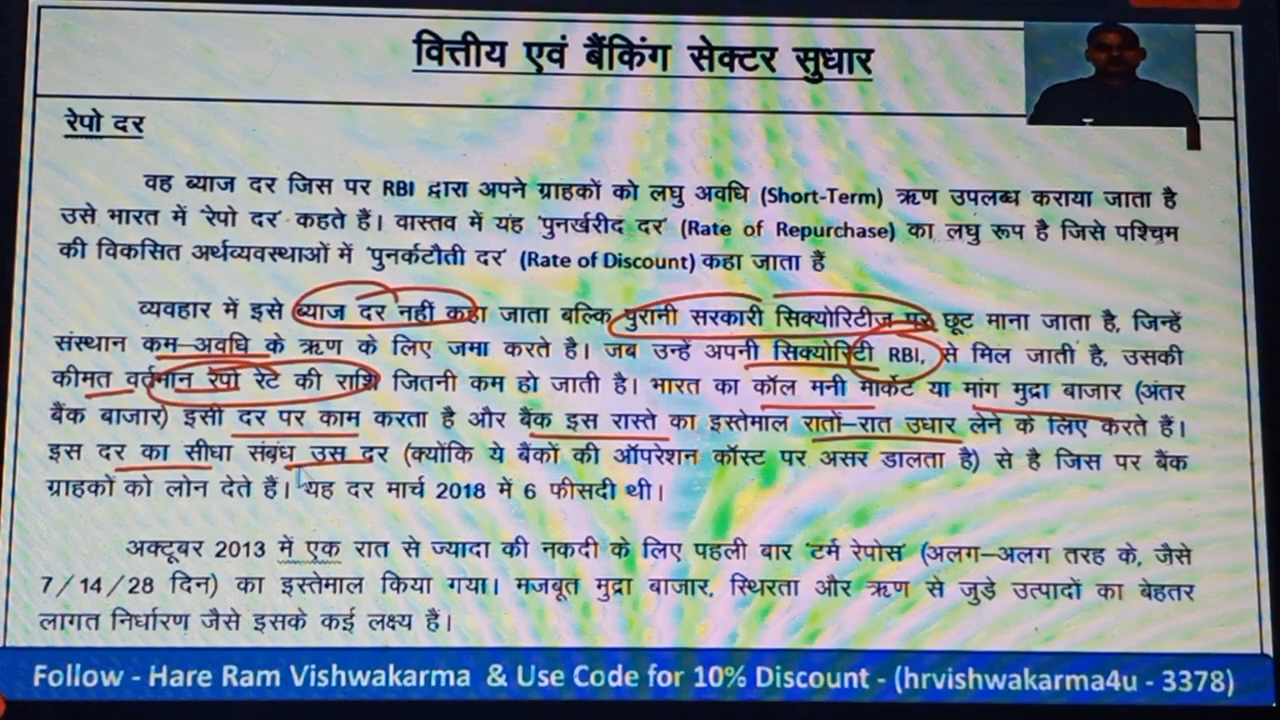 वित्तीय एवं बैंकिंग सेक्टर सुधार
रेपो दर
वह ब्याज दर जिस पर RBI द्वारा अपने ग्राहकों को लघु अवधि (Short-Term) ऋण उपलब्ध कराया जाता है
उसे भारत में 'रेपो दर' कहते हैं। वास्तव में यह 'पुनर्खरीद दर' (Rate of Repurchase) का लघु रूप है जिसे पश्चिम
की विकसित अर्थव्यवस्थाओं में 'पुनर्कटौती दर' (Rate of Discount) कहा जाता हैं
व्यवहार में इसे ब्याज दर नहीं कहा जाता बल्कि पुरानी सरकारी सिक्योरिटीज पर छूट माना जाता है, जिन्हें
संस्थान कम–अवधि के ऋण के लिए जमा करते है। जब उन्हें अपनी सिक्योरिटी RBI, से मिल जाती है, उसकी
कीमत वर्तमान रेपो रेट की राशि जितनी कम हो जाती है। भारत का कॉल मनी मार्केट या मांग मुद्रा बाजार (अंतर
बैंक बाजार) इसी दर पर काम करता है और बैंक इस रास्ते का इस्तेमाल रातों–रात उधार लेने के लिए करते हैं।
इस दर का सीधा संबंध उस दर (क्योंकि ये बैंकों की ऑपरेशन कॉस्ट पर असर डालता है) से है जिस पर बैंक
ग्राहकों को लोन देते हैं। यह दर मार्च 2018 में 6 फीसदी थी।
अक्टूबर 2013 में एक रात से ज्यादा की नकदी के लिए पहली बार 'टर्म रेपोस' (अलग–अलग तरह के, जैसे
7/14/28 दिन) का इस्तेमाल किया गया। मजबूत मुद्रा बाजार, स्थिरता और ऋण से जुड़े उत्पादों का बेहतर
लागत निर्धारण जैसे इसके कई लक्ष्य हैं।
Follow - Hare Ram Vishwakarma & Use Code for 10% Discount - (hrvishwakarma4u - 3378)